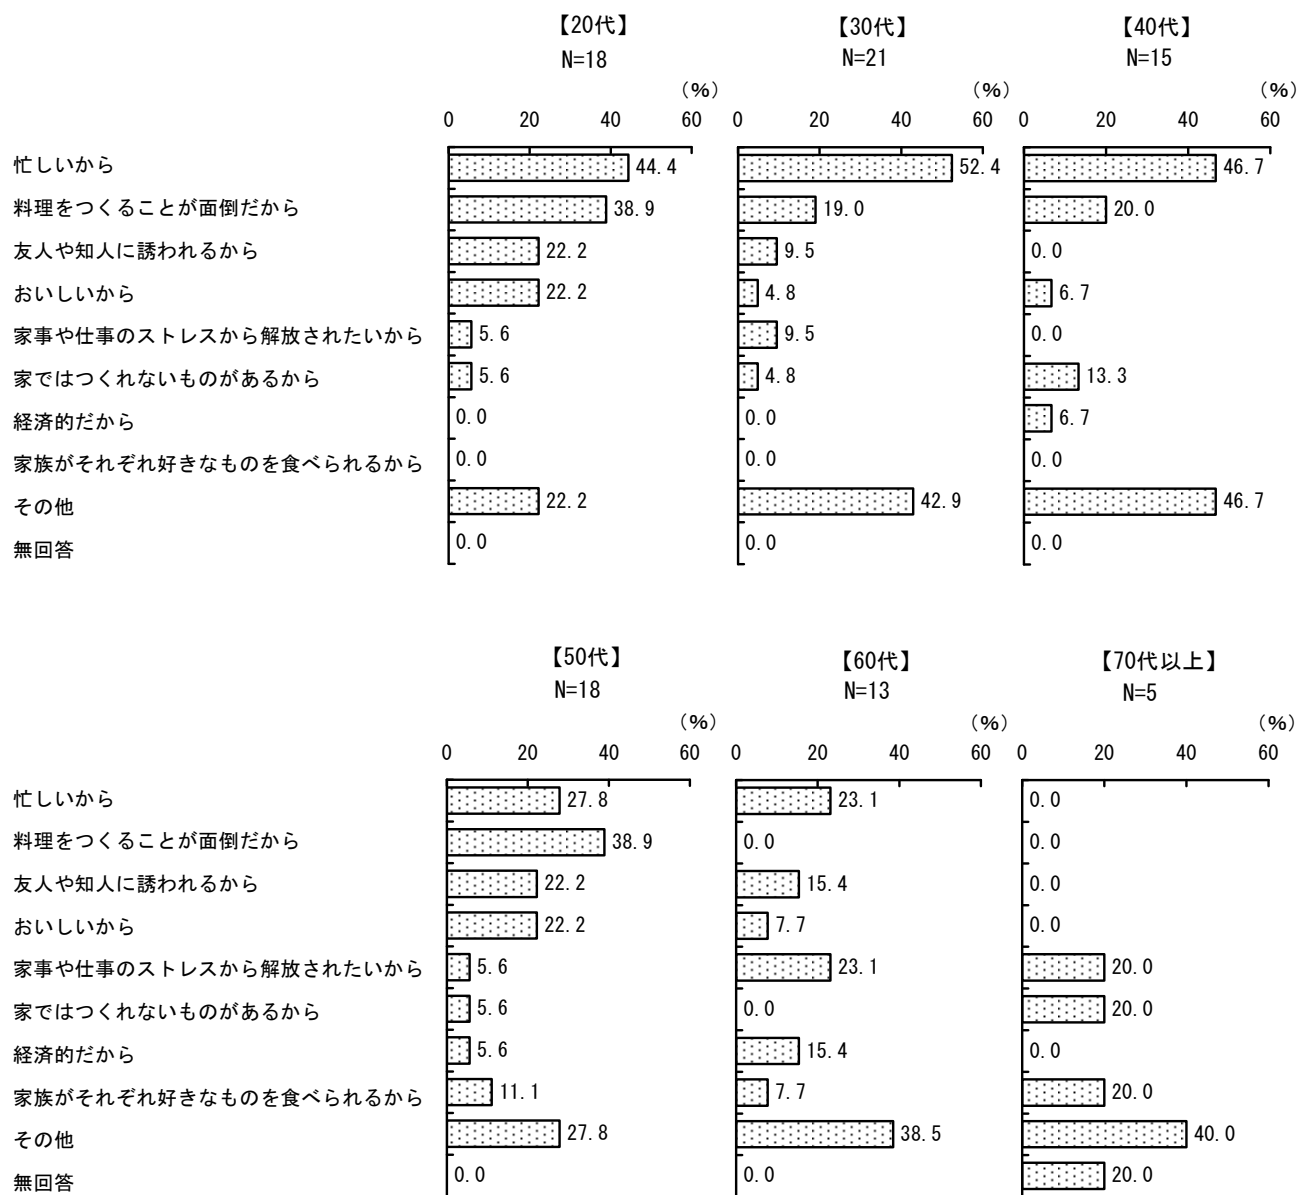 【20代】 【30代】 【40代】
N=18 N=21 N=15
(%) (%) (%)
0 20 40 60 0 20 40 60 0 20 40 60
忙しいから 44.4 52.4 46.7
料理をつくることが面倒だから 38.9 19.0 20.0
友人や知人に誘われるから 22.2 9.5 0.0
おいしいから 22.2 4.8 6.7
家事や仕事のストレスから解放されたいから 5.6 9.5 0.0
家ではつくれないものがあるから 5.6 4.8 13.3
経済的だから 0.0 0.0 6.7
家族がそれぞれ好きなものを食べられるから 0.0 0.0 0.0
その他 22.2 42.9 46.7
無回答 0.0 0.0 0.0
【50代】 【60代】 【70代以上】
N=18 N=13 N=5
(%) (%) (%)
0 20 40 60 0 20 40 60 0 20 40 60
忙しいから 27.8 23.1 0.0
料理をつくることが面倒だから 38.9 0.0 0.0
友人や知人に誘われるから 22.2 15.4 0.0
おいしいから 22.2 7.7 0.0
家事や仕事のストレスから解放されたいから 5.6 23.1 20.0
家ではつくれないものがあるから 5.6 0.0 20.0
経済的だから 5.6 15.4 0.0
家族がそれぞれ好きなものを食べられるから 11.1 7.7 20.0
その他 27.8 38.5 40.0
無回答 0.0 0.0 20.0